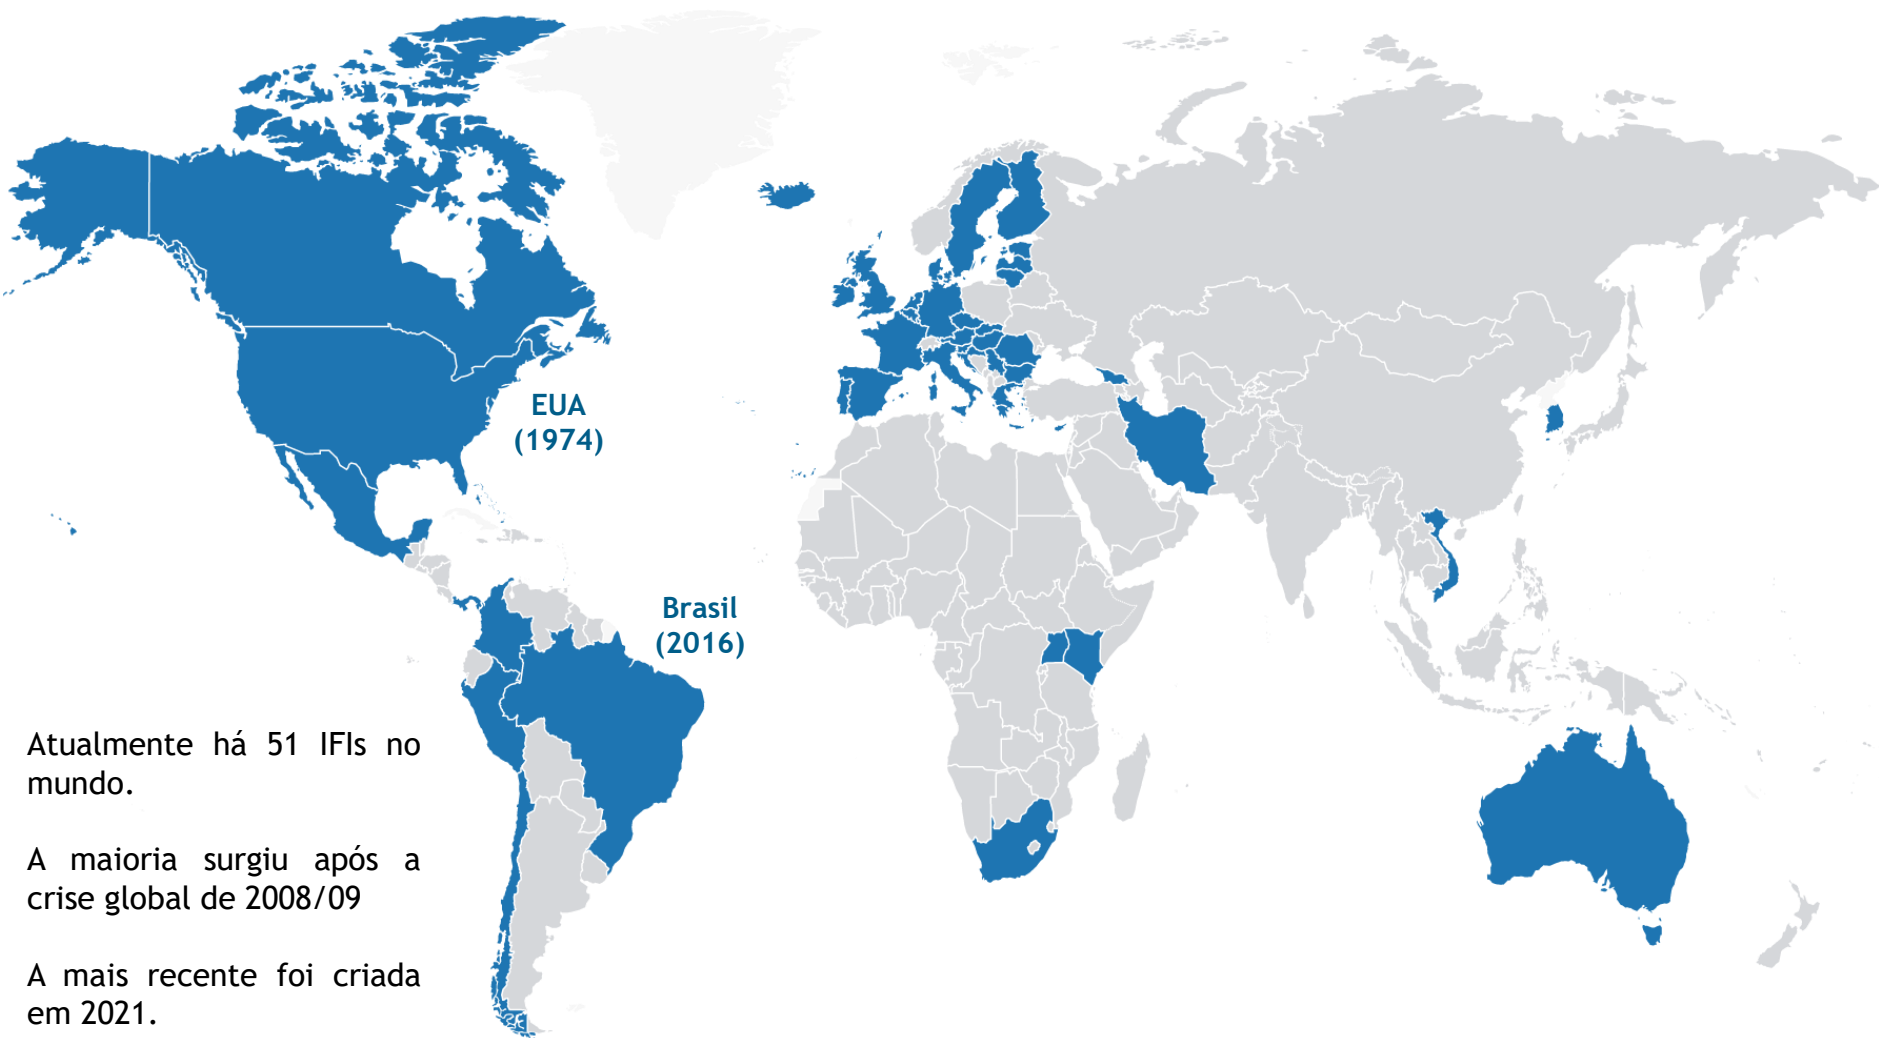 EUA
(1974)
Brasil
(2016)
Atualmente há 51 IFIs no
mundo.
A maioria surgiu após a
crise global de 2008/09
A mais recente foi criada
em 2021.